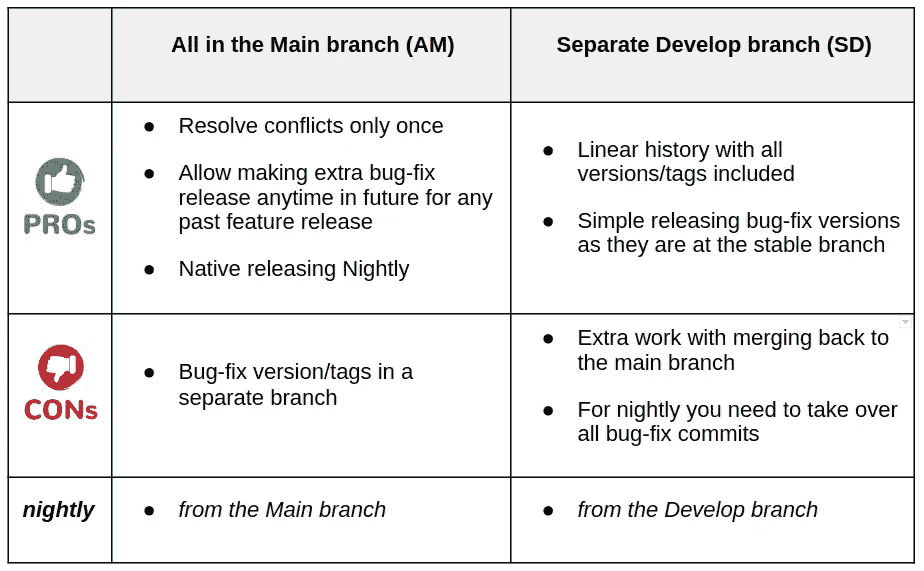 All in the Main branch (AM)
Separate Develop branch (SD)
PROs
● Resolve conflicts only once
● Allow making extra bug-fix
release anytime in future for any
past feature release
● Native releasing Nightly
● Linear history with all
versions/tags included
● Simple releasing bug-fix versions
as they are at the stable branch
CONs
● Bug-fix version/tags in a
separate branch
● Extra work with merging back to
the main branch
● For nightly you need to take over
all bug-fix commits
nightly
● from the Main branch
● from the Develop branch